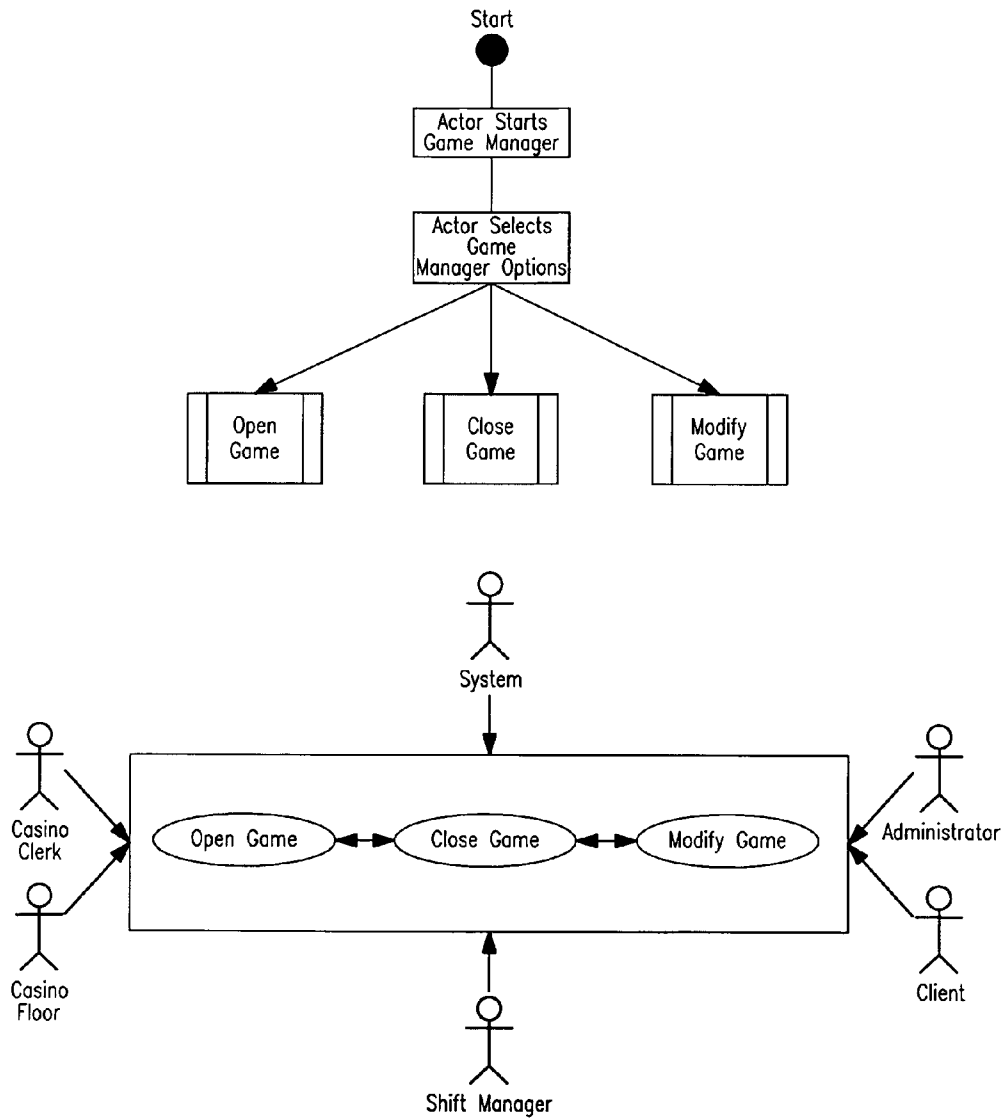 Start
Actor Starts
Game Manager
Actor Selects
Game
Manager Options
Open
Game
Close
Game
Modify
Game
System
Casino
Clerk
Administrator
Open Game
Close Game
Modify Game
Casino
Floor
Client
Shift Manager